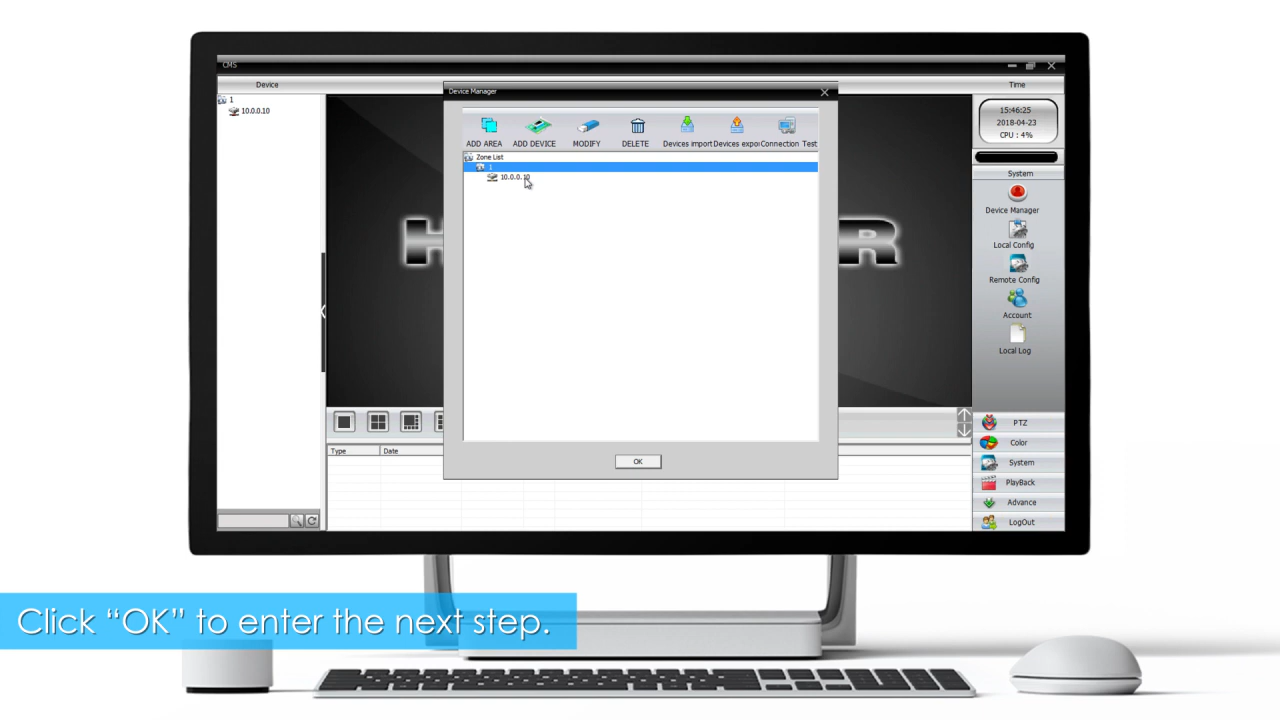 CMS
Device
Time
1
10.0.0.10
Device Manager
ADD AREA
ADD DEVICE
MODIFY
DELETE
Devices import
Devices expor
Connection Test
Zone List
1
10.0.0.10
H
R
OK
15:46:25
2018-04-23
CPU : 4%
System
Device Manager
Local Config
Remote Config
Account
Local Log
PTZ
Color
System
PlayBack
Advance
LogOut
Type
Date
Click “OK” to enter the next step.